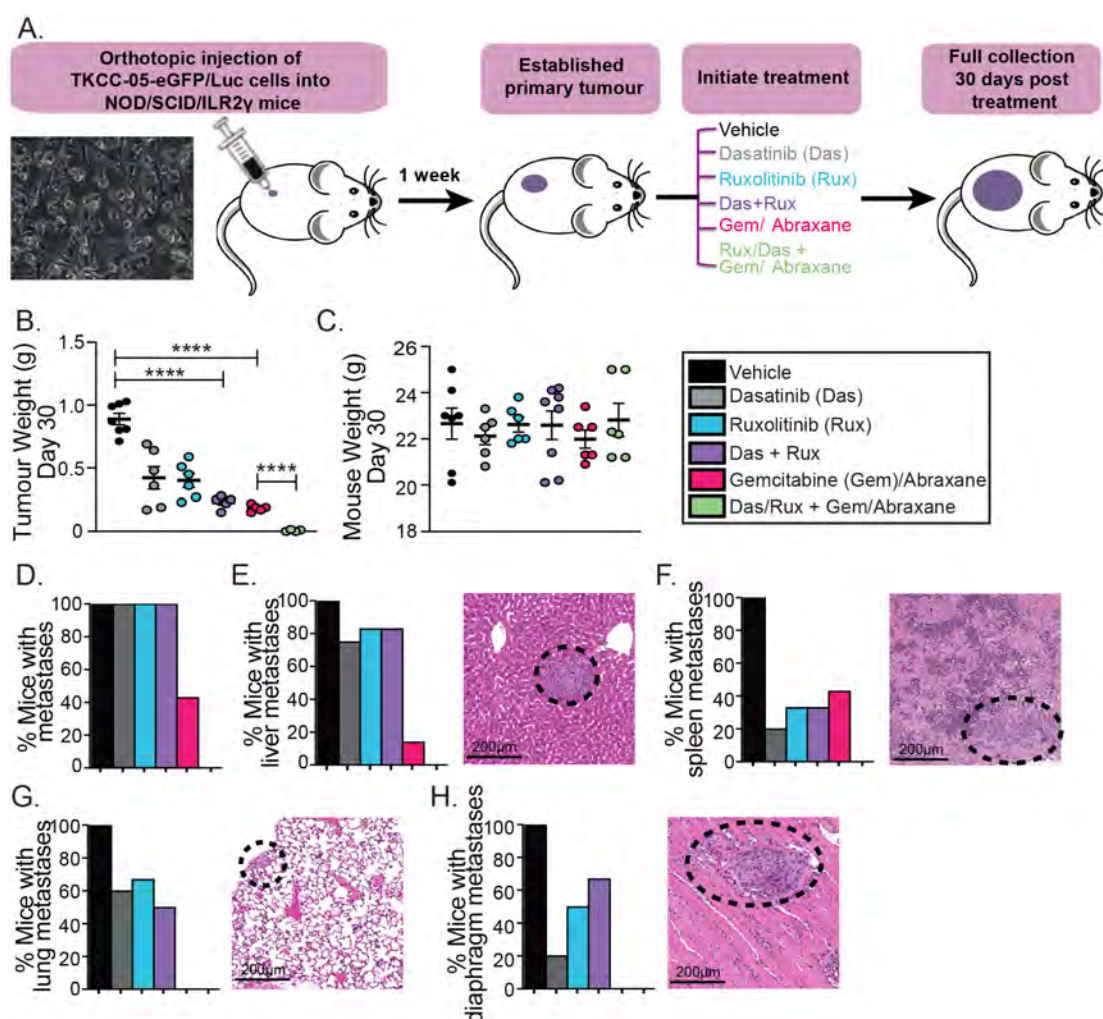 A.
Orthotopic injection of
TKCC-05-eGFP/Luc cells into
NOD/SCID/ILR2γ mice
Established
primary tumour
Initiate treatment
Full collection
30 days post
treatment
1 week
Vehicle
Dasatinib (Das)
Ruxolitinib (Rux)
Das+Rux
Gem/ Abraxane
Rux/Das +
Gem/ Abraxane
B.
Tumour Weight (g)
Day 30
1.5
1.0
0.5
0
****
****
****
C.
Mouse Weight (g)
Day 30
26
24
22
20
18
Vehicle
Dasatinib (Das)
Ruxolitinib (Rux)
Das + Rux
Gemcitabine (Gem)/Abraxane
Das/Rux + Gem/Abraxane
D.
% Mice with
metastases
100
80
60
40
20
0
E.
% Mice with
liver metastases
100
80
60
40
20
0
200μm
F.
% Mice with
spleen metastases
100
80
60
40
20
0
200μm
G.
% Mice with
lung metastases
100
80
60
40
20
0
200μm
H.
% Mice with
diaphragm metastases
100
80
60
40
20
0
200μm